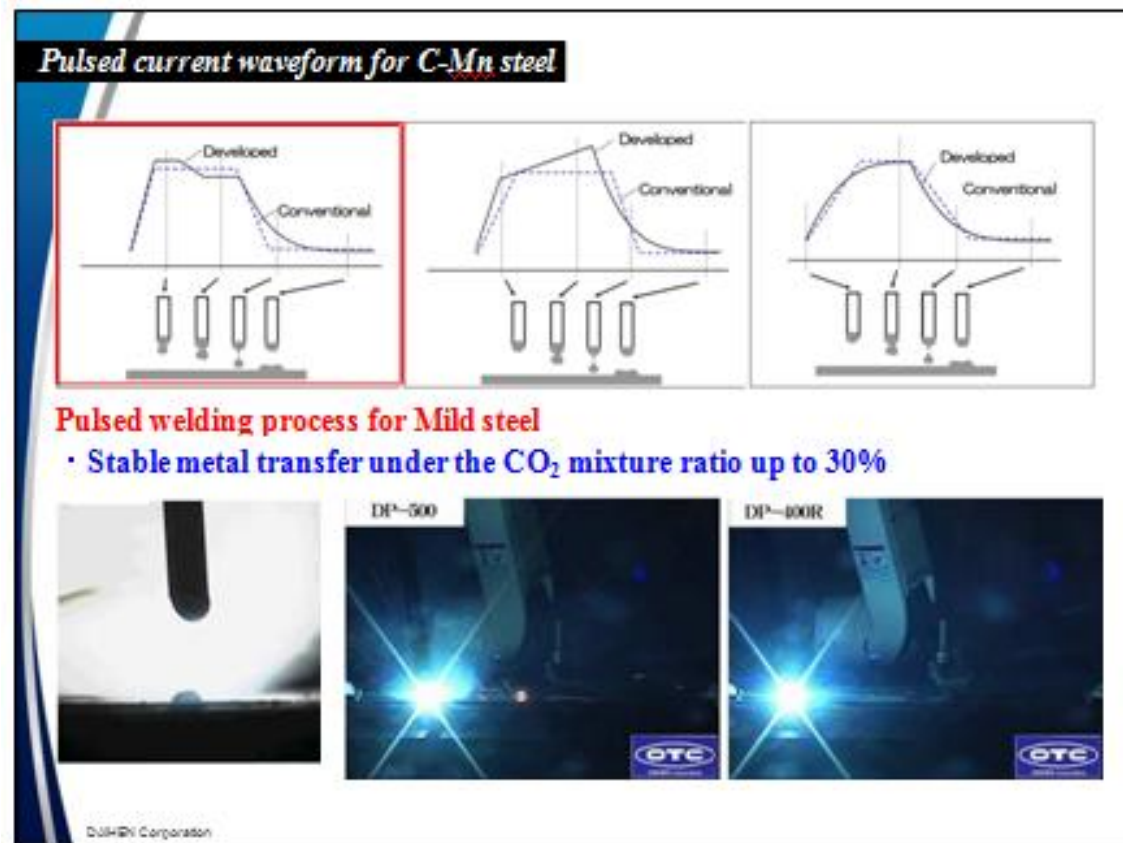 Pulsed current waveform for C-Mn steel
Developed
Conventional
Developed
Conventional
Developed
Conventional
Pulsed welding process for Mild steel
・Stable metal transfer under the CO₂ mixture ratio up to 30%
DP-500
DP-400R
OTC
OTC
DAIHEN Corporation